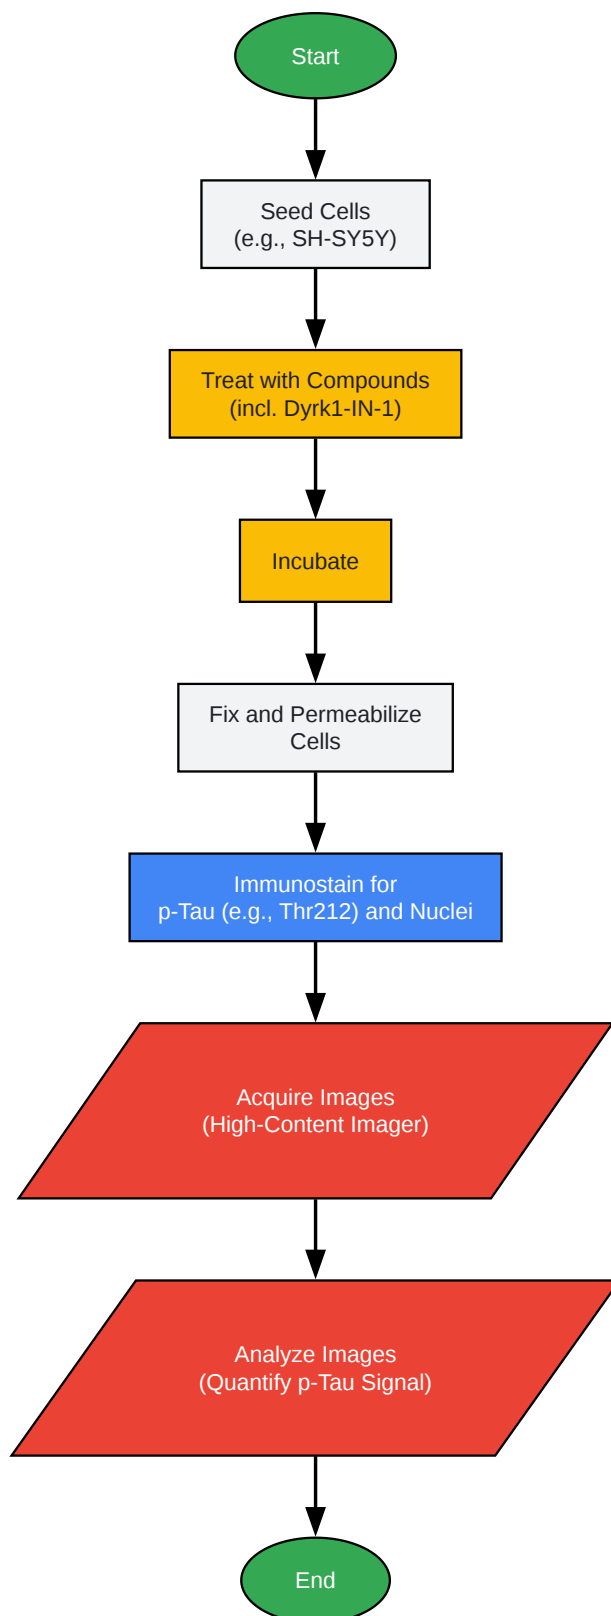 Start
Seed Cells
(e.g., SH-SY5Y)
Treat with Compounds
(incl. Dyrk1-IN-1)
Incubate
Fix and Permeabilize
Cells
Immunostain for
p-Tau (e.g., Thr212) and Nuclei
Acquire Images
(High-Content Imager)
Analyze Images
(Quantify p-Tau Signal)
End